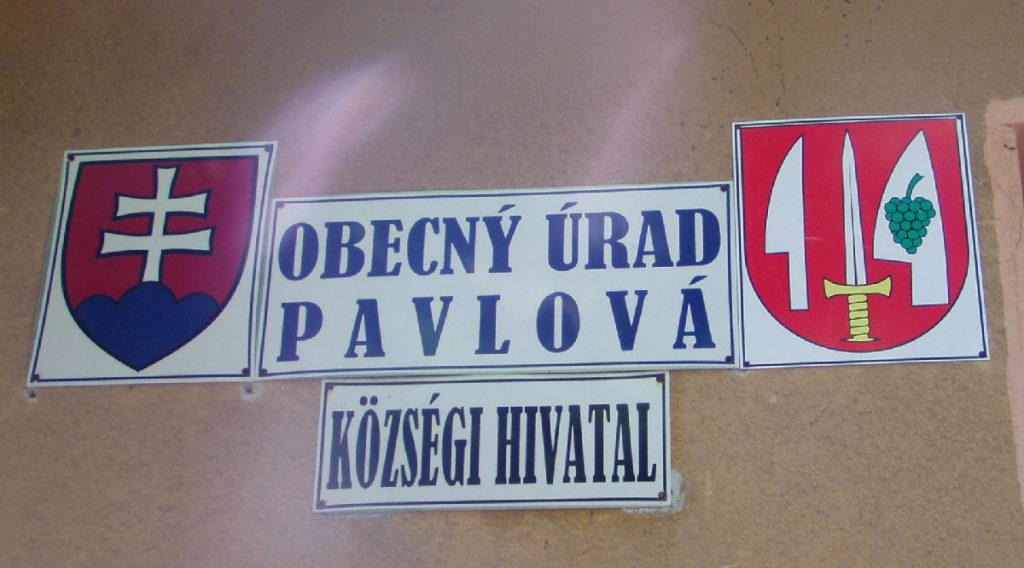 OBECNÝ ÚRAD
PAVLOVÁ
KÖZSÉGI HIVATAL